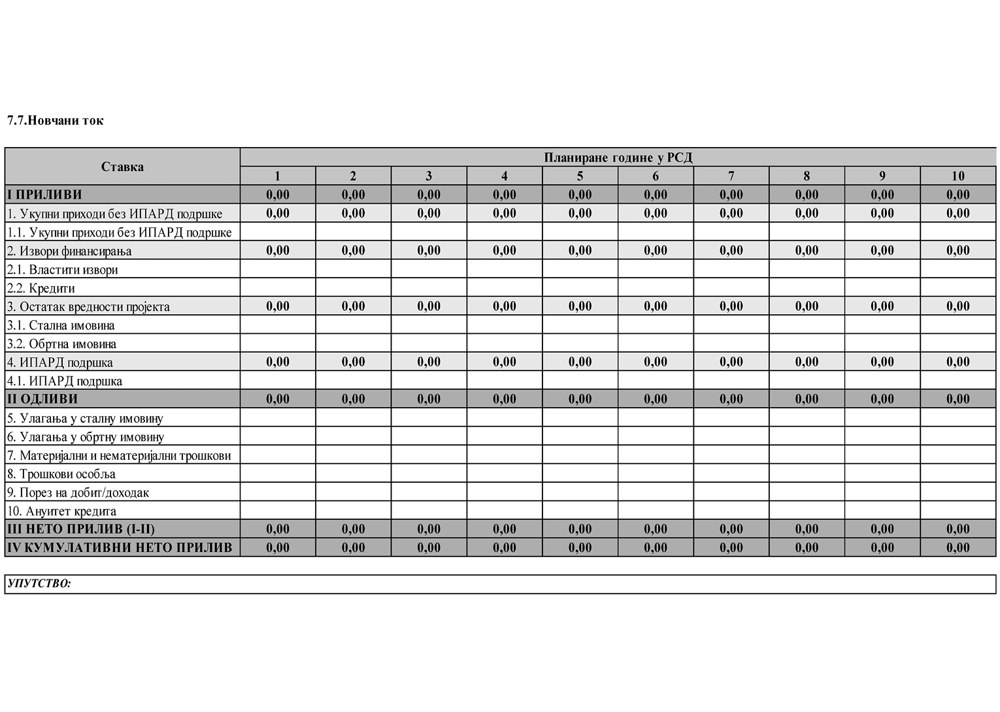 7.7.Новчани ток
Ставка
Планиране године у РСД
1 2 3 4 5 6 7 8 9 10
I ПРИЛИВИ 0,00 0,00 0,00 0,00 0,00 0,00 0,00 0,00 0,00 0,00
1. Укупни приходи без ИПАРД подршке 0,00 0,00 0,00 0,00 0,00 0,00 0,00 0,00 0,00 0,00
1.1. Укупни приходи без ИПАРД подршке
2. Извори финансирања 0,00 0,00 0,00 0,00 0,00 0,00 0,00 0,00 0,00 0,00
2.1. Властити извори
2.2. Кредити
3. Остатак вредности пројекта 0,00 0,00 0,00 0,00 0,00 0,00 0,00 0,00 0,00 0,00
3.1. Стална имовина
3.2. Обртна имовина
4. ИПАРД подршка 0,00 0,00 0,00 0,00 0,00 0,00 0,00 0,00 0,00 0,00
4.1. ИПАРД подршка
II ОДЛИВИ 0,00 0,00 0,00 0,00 0,00 0,00 0,00 0,00 0,00 0,00
5. Улагања у сталну имовину
6. Улагања у обртну имовину
7. Материјални и нематеријални трошкови
8. Трошкови особља
9. Порез на добит/доходак
10. Ануитет кредита
III НЕТО ПРИЛИВ (I-II) 0,00 0,00 0,00 0,00 0,00 0,00 0,00 0,00 0,00 0,00
IV КУМУЛАТИВНИ НЕТО ПРИЛИВ 0,00 0,00 0,00 0,00 0,00 0,00 0,00 0,00 0,00 0,00
УПУТСТВО: